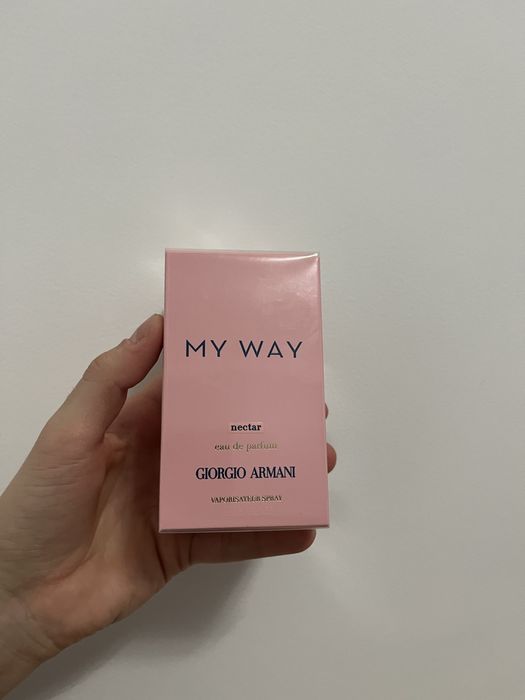 MY WAY
nectar
eau de parfum
GIORGIO ARMANI
VAPORISATEUR SPRAY